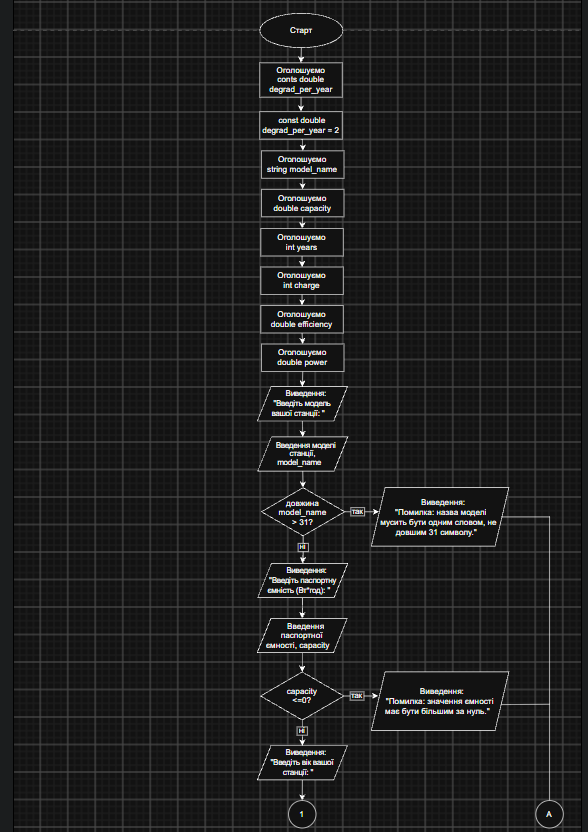 Старт
Оголошуємо
conts double
degrad_per_year
const double
degrad_per_year = 2
Оголошуємо
string model_name
Оголошуємо
double capacity
Оголошуємо
int years
Оголошуємо
int charge
Оголошуємо
double efficiency
Оголошуємо
double power
Виведення:
"Введіть модель
вашої станції: "
Введення моделі
станції,
model_name
довжина
model_name
> 31?
так
Виведення:
"Помилка: назва моделі
мусить бути одним словом, не
довшим 31 символу."
ні
Виведення:
"Введіть паспортну
ємність (Вт*год): "
Введення
паспортної
ємності, capacity
capacity
<=0?
так
Виведення:
"Помилка: значення ємності
має бути більшим за нуль."
ні
Виведення:
"Введіть вік вашої
станції: "
1
A